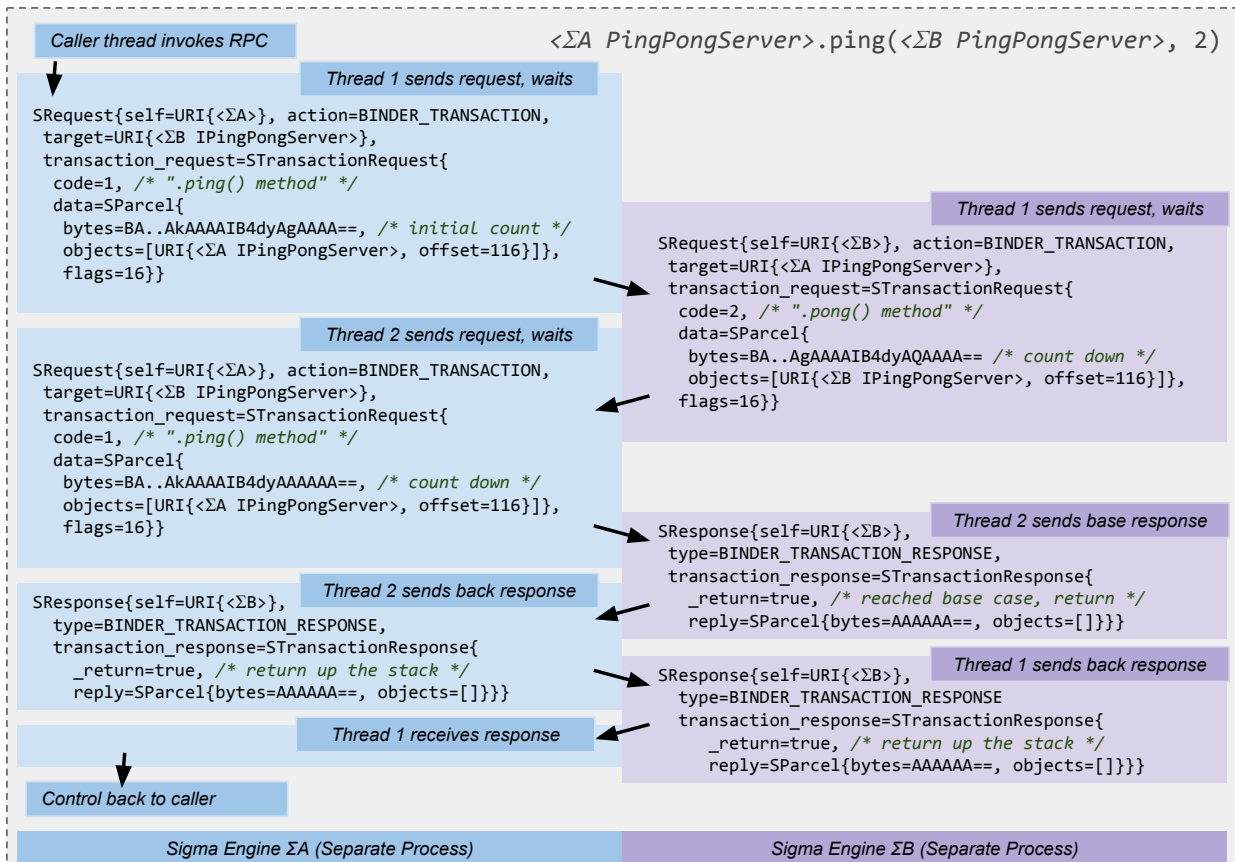 Caller thread invokes RPC
<ΣA PingPongServer>.ping(<ΣB PingPongServer>, 2)
Thread 1 sends request, waits
SRequest{self=URI{<ΣA>}, action=BINDER_TRANSACTION,
target=URI{<ΣB IPingPongServer>},
transaction_request=STransactionRequest{
code=1, /* ".ping() method" */
data=SParcel{
bytes=BA..AkAAAAIB4dyAgAAAA==, /* initial count */
objects=[URI{<ΣA IPingPongServer>, offset=116}]},
flags=16}}
Thread 1 sends request, waits
SRequest{self=URI{<ΣB>}, action=BINDER_TRANSACTION,
target=URI{<ΣA IPingPongServer>},
transaction_request=STransactionRequest{
code=2, /* ".pong() method" */
data=SParcel{
bytes=BA..AgAAAAIB4dyAQAAAA== /* count down */
objects=[URI{<ΣB IPingPongServer>, offset=116}]},
flags=16}}
Thread 2 sends request, waits
SRequest{self=URI{<ΣA>}, action=BINDER_TRANSACTION,
target=URI{<ΣB IPingPongServer>},
transaction_request=STransactionRequest{
code=1, /* ".ping() method" */
data=SParcel{
bytes=BA..AkAAAAIB4dyAAAAAA==, /* count down */
objects=[URI{<ΣA IPingPongServer>, offset=116}]},
flags=16}}
Thread 2 sends base response
SResponse{self=URI{<ΣB>},
type=BINDER_TRANSACTION_RESPONSE,
transaction_response=STransactionResponse{
_return=true, /* reached base case, return */
reply=SParcel{bytes=AAAAAA==, objects=[]}}}
Thread 2 sends back response
SResponse{self=URI{<ΣB>},
type=BINDER_TRANSACTION_RESPONSE,
transaction_response=STransactionResponse{
_return=true, /* return up the stack */
reply=SParcel{bytes=AAAAAA==, objects=[]}}}
Thread 1 sends back response
SResponse{self=URI{<ΣB>},
type=BINDER_TRANSACTION_RESPONSE
transaction_response=STransactionResponse{
_return=true, /* return up the stack */
reply=SParcel{bytes=AAAAAA==, objects=[]}}}
Thread 1 receives response
Control back to caller
Sigma Engine ΣA (Separate Process)
Sigma Engine ΣB (Separate Process)